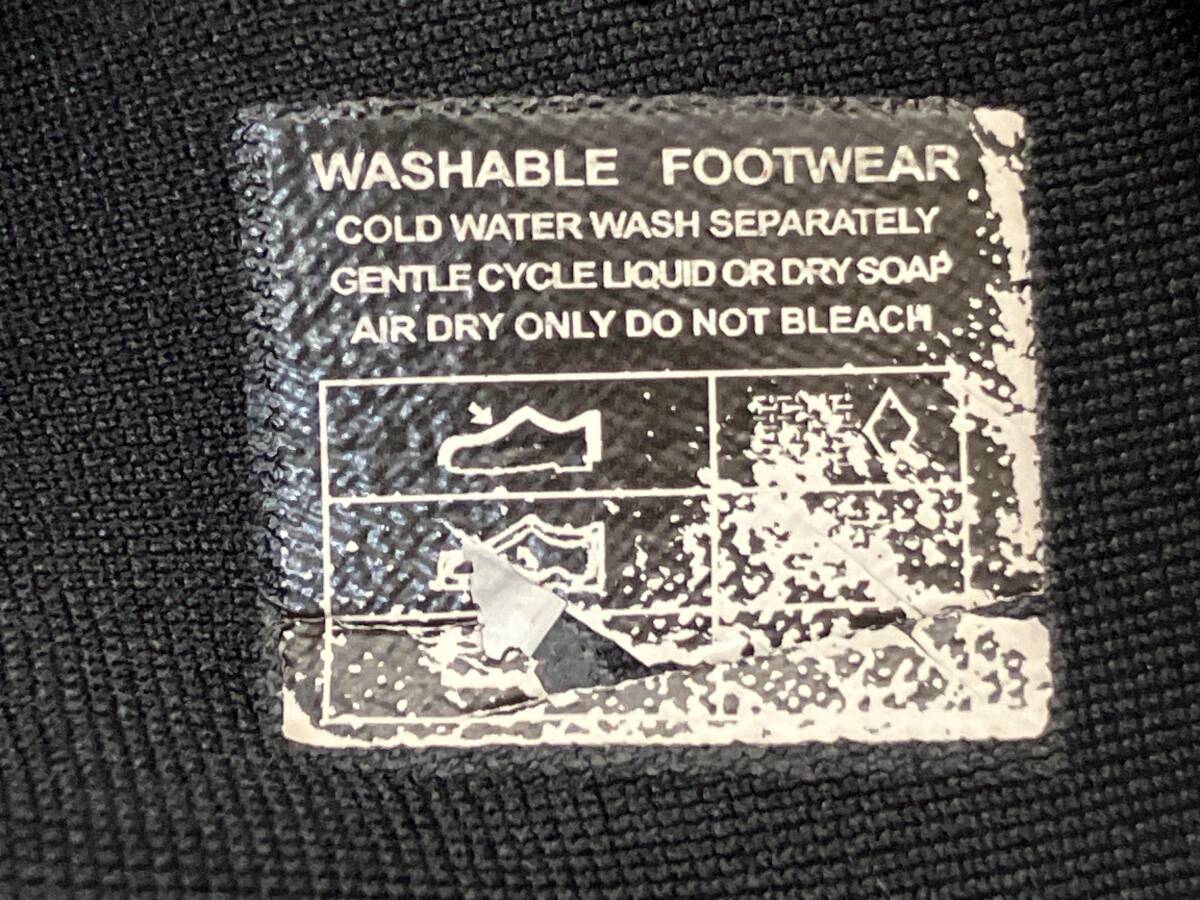 WASHABLE FOOTWEAR
COLD WATER WASH SEPARATELY
GENTLE CYCLE LIQUID OR DRY SOAP
AIR DRY ONLY DO NOT BLEACH